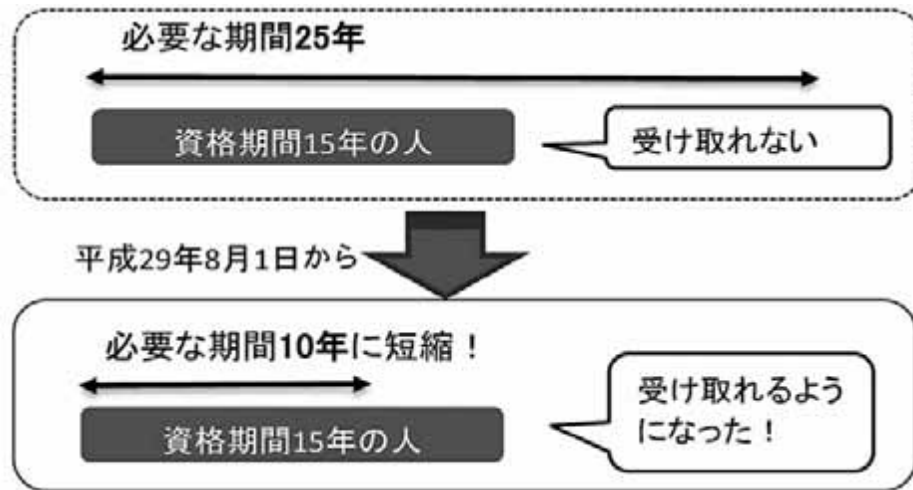 必要な期間25年
資格期間15年の人
受け取れない
平成29年8月1日から
必要な期間10年に短縮！
資格期間15年の人
受け取れるよう
になった！